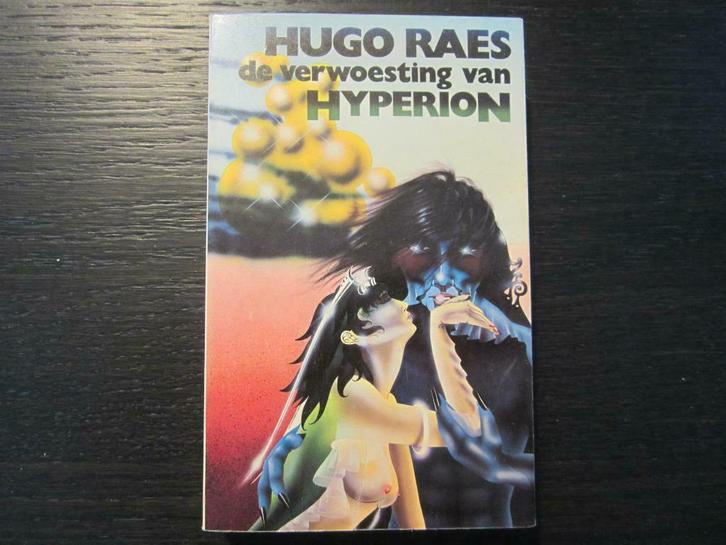 HUGO RAES
de verwoesting van
HYPERION